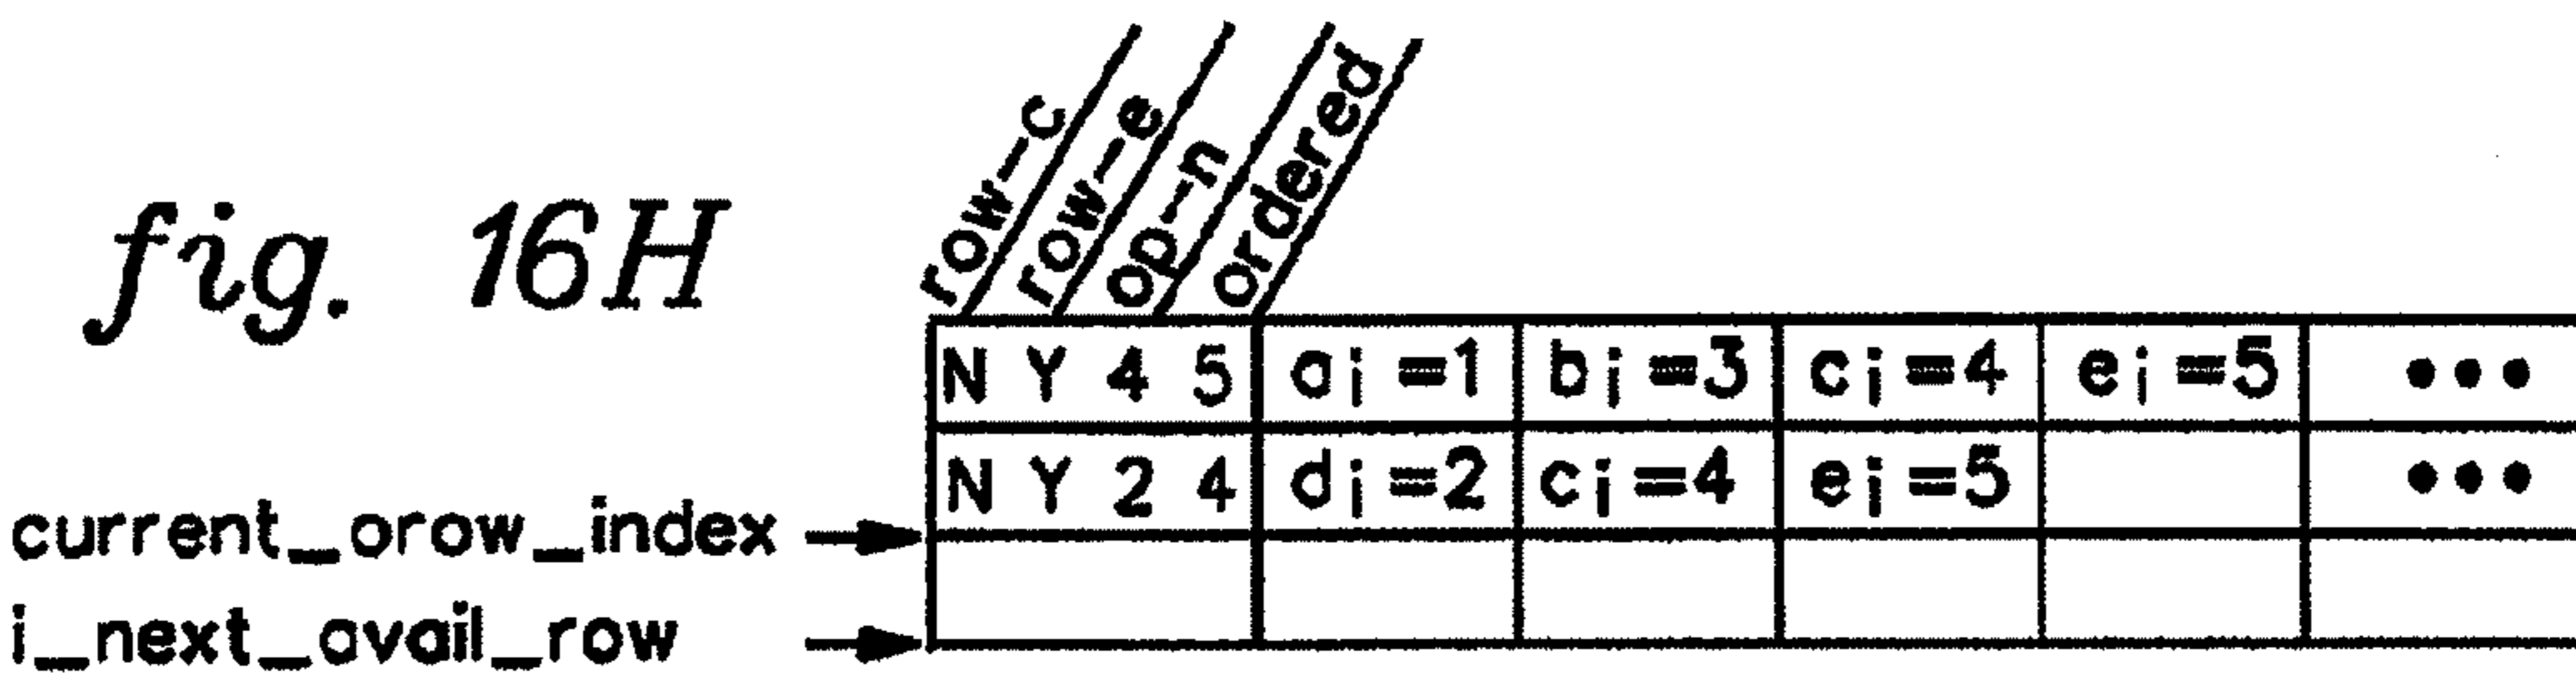 row-c row-e op-n ordered
fig. 16H
N Y 4 5 ai=1 bi=3 ci=4 ei=5 •••
N Y 2 4 di=2 ci=4 ei=5 •••
current_orow_index
i_next_avail_row